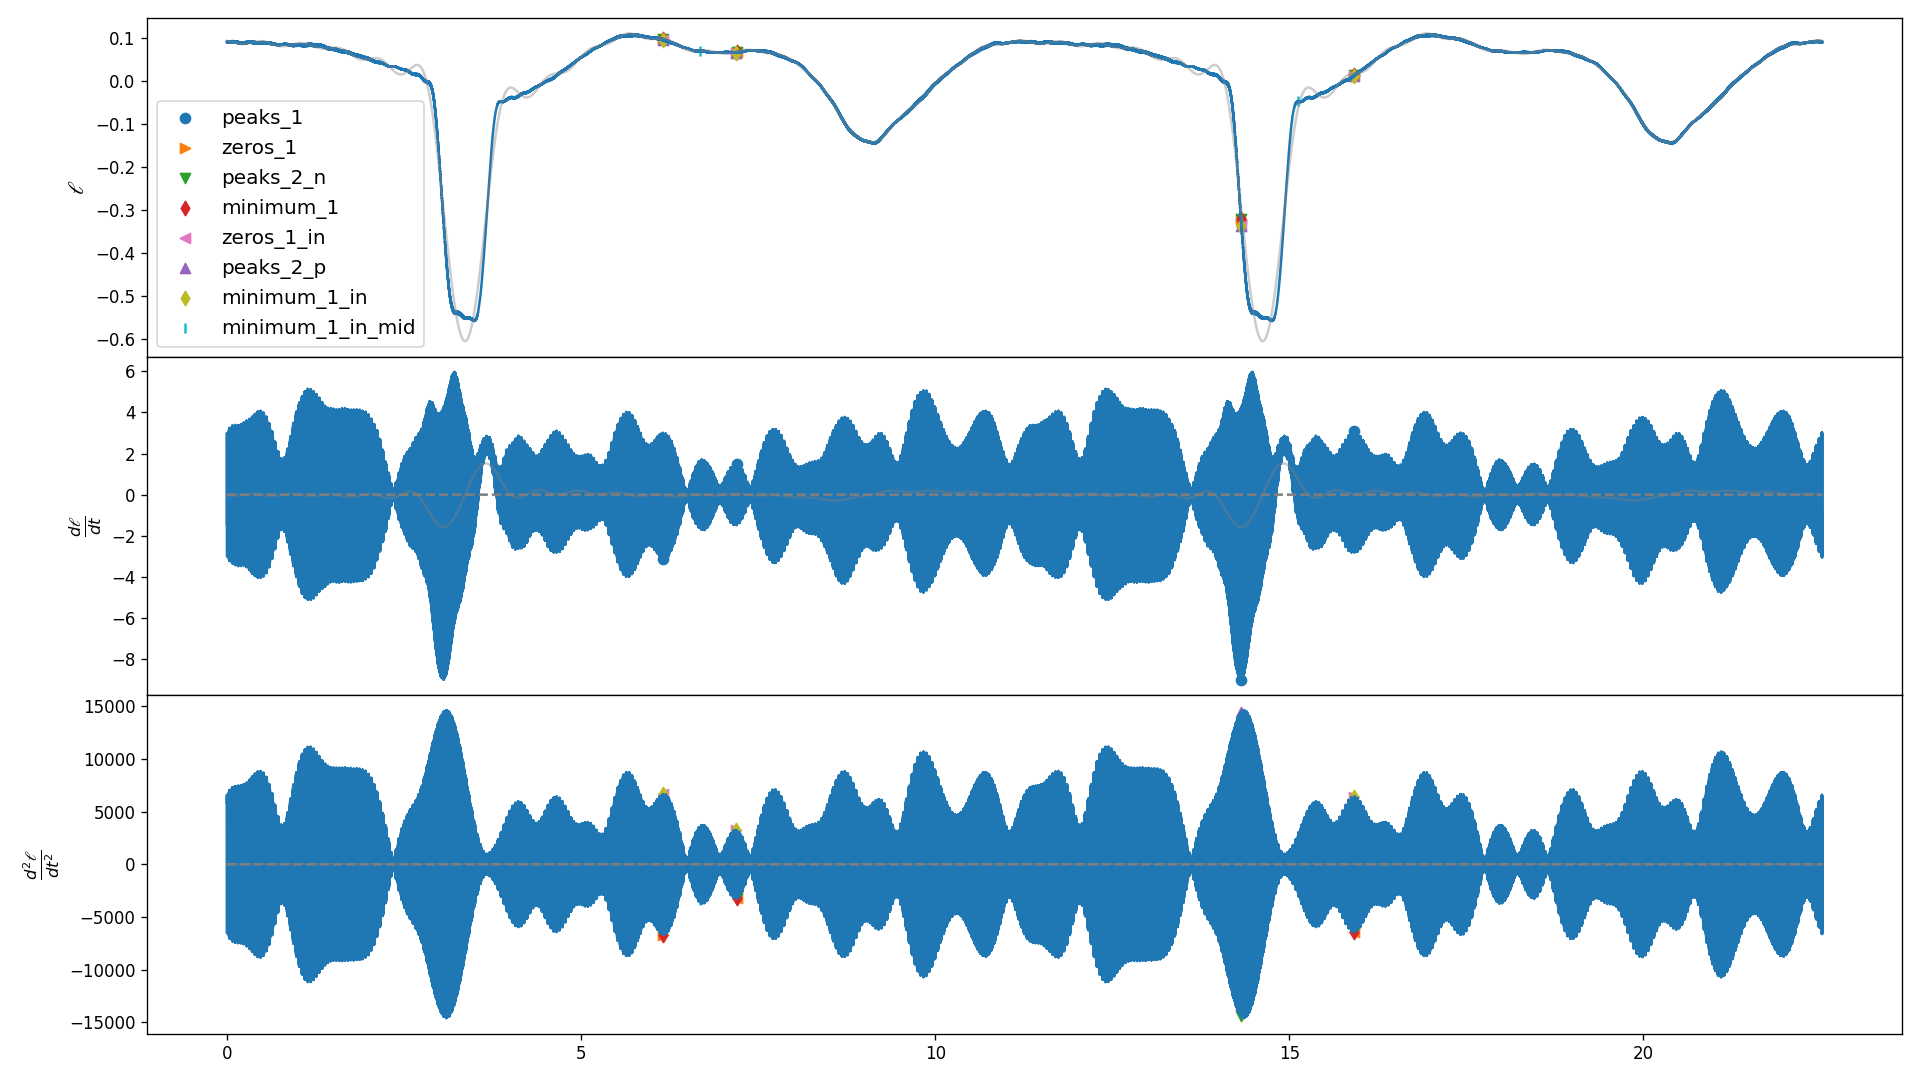 0.1
0.0
−0.1
−0.2
−0.3
−0.4
−0.5
−0.6
ℓ
peaks_1
zeros_1
peaks_2_n
minimum_1
zeros_1_in
peaks_2_p
minimum_1_in
minimum_1_in_mid
6
4
2
0
−2
−4
−6
−8
dℓ
dt
15000
10000
5000
0
−5000
−10000
−15000
d²ℓ
dt²
0 5 10 15 20